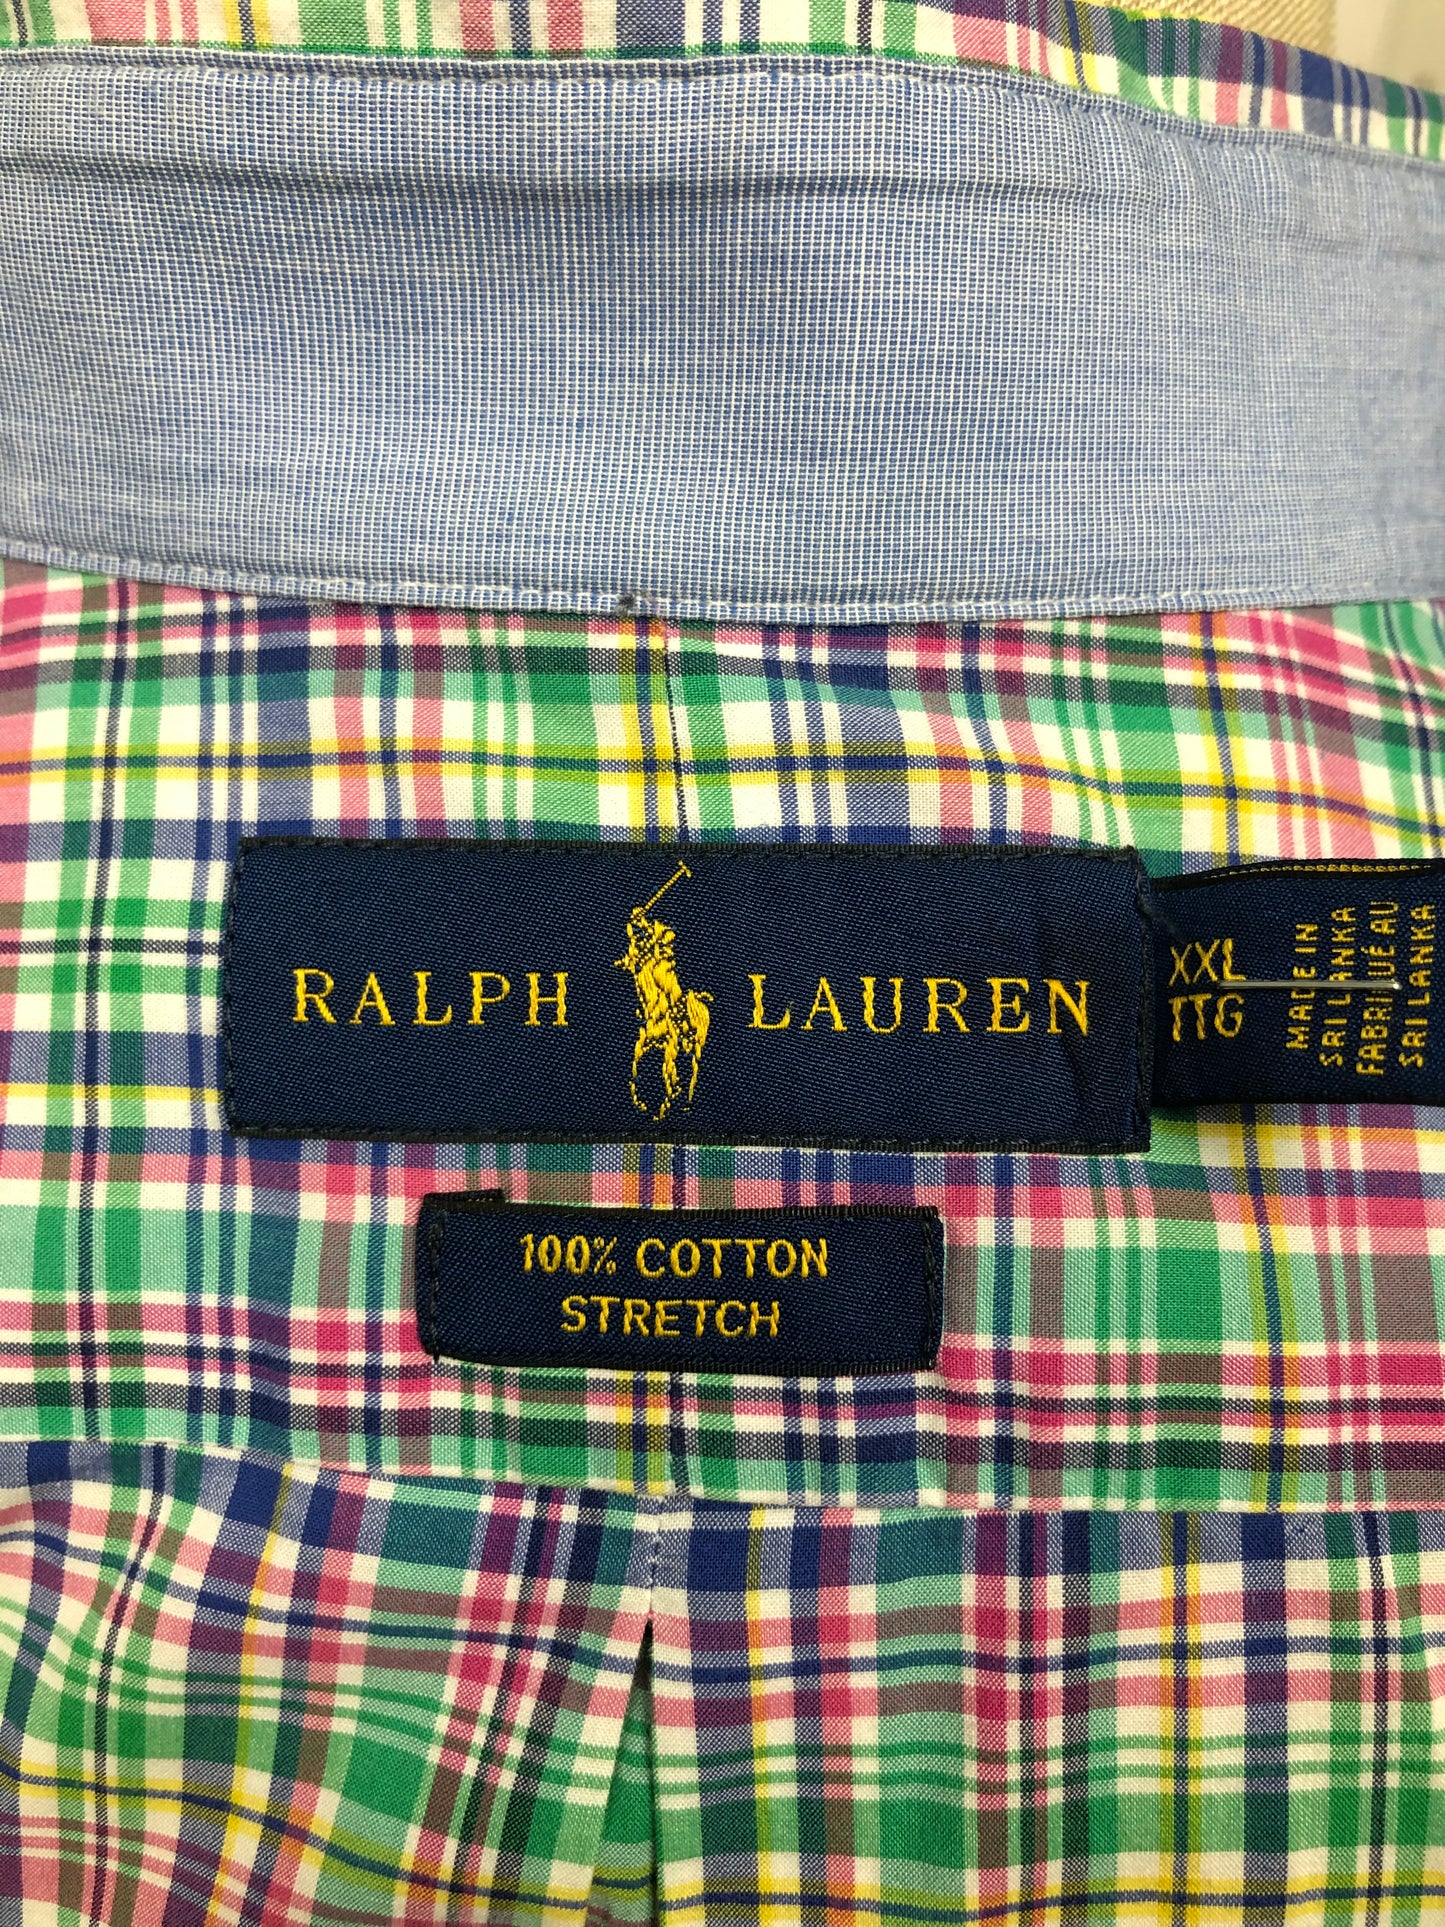 RALPH LAUREN
XXL
TTG
MADE IN
SRI LANKA
FABRIQUÉ AU
SRI LANKA
100% COTTON
STRETCH